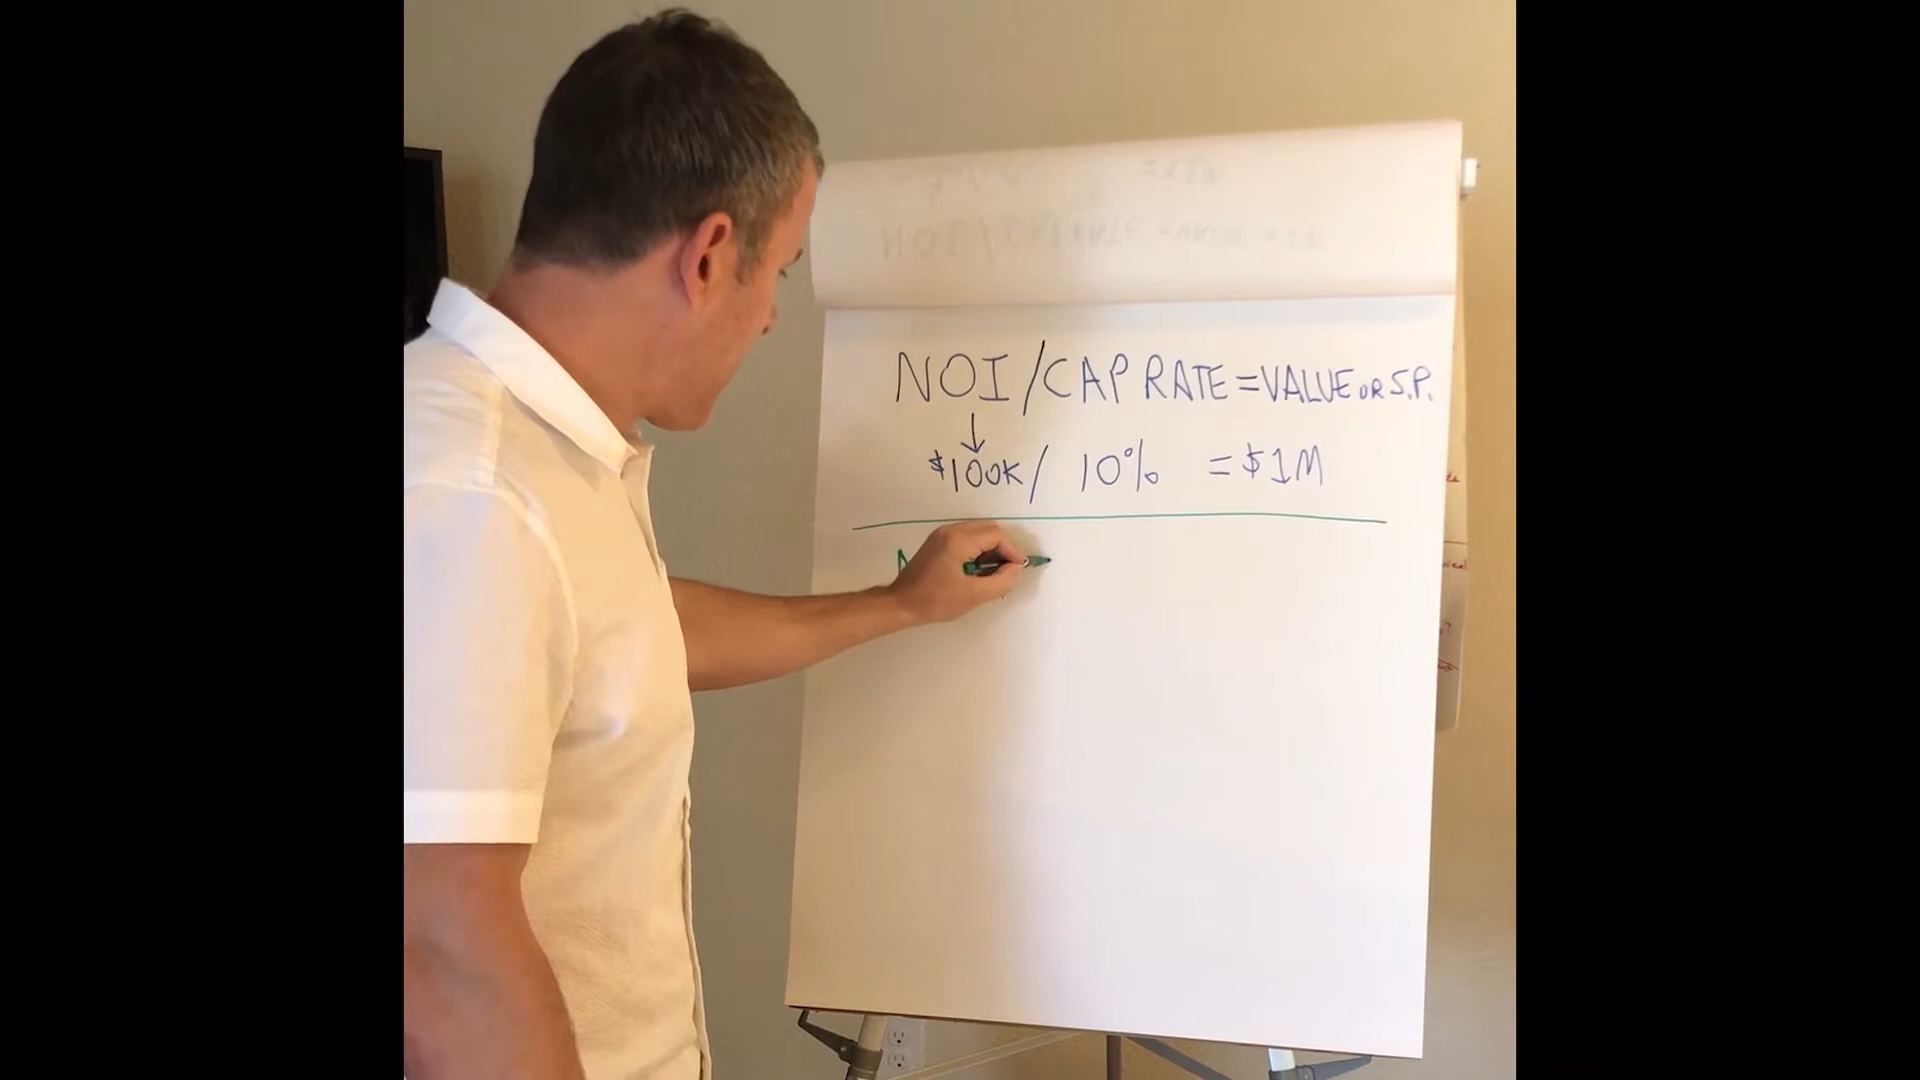 NOI/CAP RATE=VALUE OR S.P.
$100K/ 10% =$1M